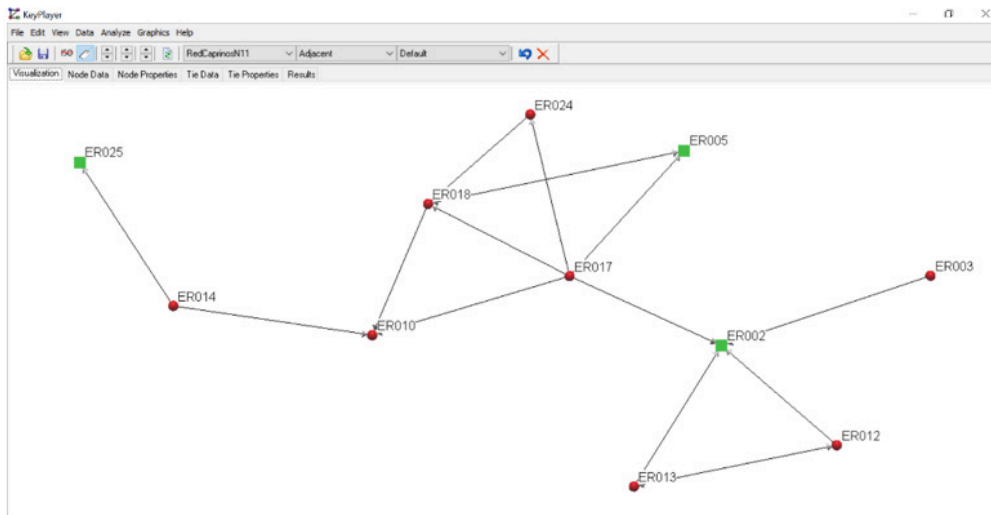 KeyPlayer
File Edit View Data Analyze Graphics Help
ISO RedCaprinosN11 Adjacent Default
Visualization Node Data Node Properties Tie Data Tie Properties Results
ER024
ER005
ER025
ER018
ER017
ER003
ER014
ER010
ER002
ER012
ER013